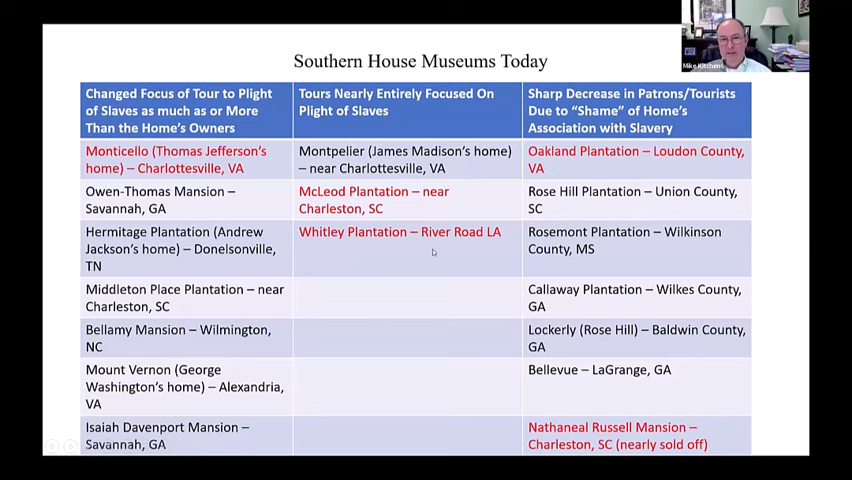 Southern House Museums Today
Mike Kitchens
Changed Focus of Tour to Plight
of Slaves as much as or More
Than the Home's Owners
Tours Nearly Entirely Focused On
Plight of Slaves
Sharp Decrease in Patrons/Tourists
Due to "Shame" of Home's
Association with Slavery
Monticello (Thomas Jefferson's
home) – Charlottesville, VA
Montpelier (James Madison's home)
– near Charlottesville, VA
Oakland Plantation – Loudon County,
VA
Owen-Thomas Mansion –
Savannah, GA
McLeod Plantation – near
Charleston, SC
Rose Hill Plantation – Union County,
SC
Hermitage Plantation (Andrew
Jackson's home) – Donelsonville,
TN
Whitley Plantation – River Road LA
Rosemont Plantation – Wilkinson
County, MS
Middleton Place Plantation – near
Charleston, SC
Callaway Plantation – Wilkes County,
GA
Bellamy Mansion – Wilmington,
NC
Lockerly (Rose Hill) – Baldwin County,
GA
Mount Vernon (George
Washington's home) – Alexandria,
VA
Bellevue – LaGrange, GA
Isaiah Davenport Mansion –
Savannah, GA
Nathaneal Russell Mansion –
Charleston, SC (nearly sold off)